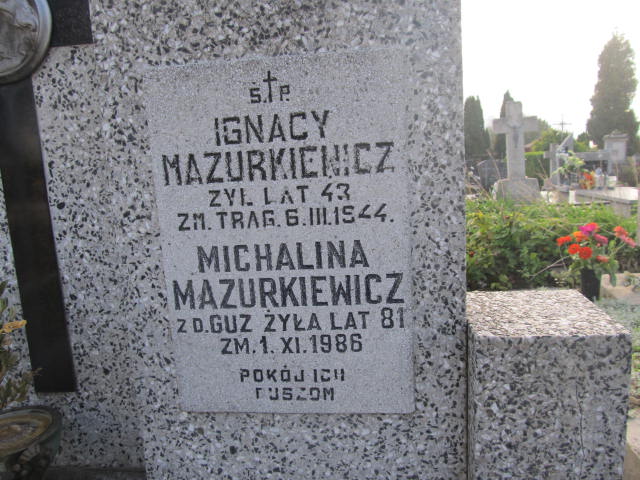 Ś.†P.
IGNACY
MAZURKIEWICZ
ŻYŁ LAT 43
ZM. TRAG. 6.III.1944.
MICHALINA
MAZURKIEWICZ
Z D. GUZ ŻYŁA LAT 81
ZM. 1. XI. 1986
POKÓJ ICH
DUSZOM